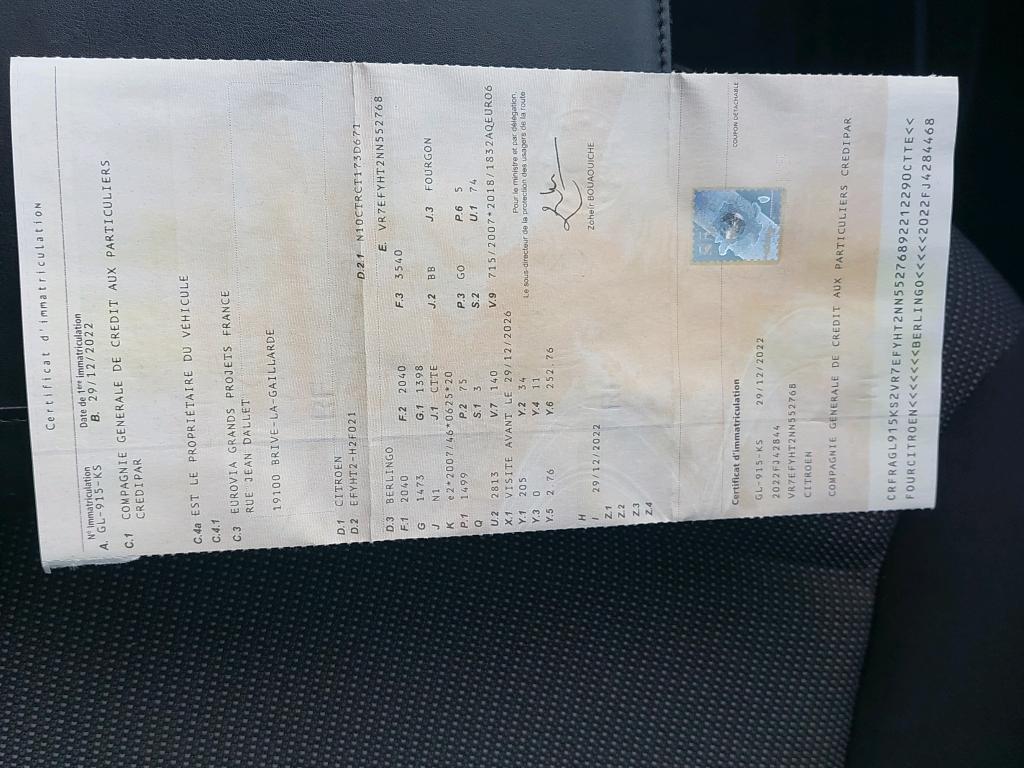 Certificat d'immatriculation
N° Immatriculation Date de 1ère immatriculation
A. GL-915-KS B. 29/12/2022
C.1 COMPAGNIE GENERALE DE CREDIT AUX PARTICULIERS
CREDIPAR
C.4a EST LE PROPRIÉTAIRE DU VÉHICULE
C.4.1
C.3 EUROVIA GRANDS PROJETS FRANCE
RUE JEAN DALLET
19100 BRIVE-LA-GAILLARDE
D.1 CITROEN
D.2 EFYHT2-H2F021 D.2.1 N10CTRCT173D671
D.3 BERLINGO E. VR7EFYHT2NN552768
F.1 2040 F.2 2040 F.3 3540
G 1473 G.1 1398
J N1 J.1 CTTE J.2 BB J.3 FOURGON
K e2*2007/46*0625*20
P.1 1499 P.2 75 P.3 GO P.6 5
Q S.1 3 S.2 U.1 74
U.2 2813 V.7 140 V.9 715/2007*2018/1832AQEURO6
X.1 VISITE AVANT LE 29/12/2026
Y.1 205 Y.2 34
Y.3 0 Y.4 11
Y.5 2.76 Y.6 252.76
Pour le ministre et par délégation,
Le sous-directeur de la protection des usagers de la route
H
I 29/12/2022
Z.1
Z.2
Z.3
Z.4
Zoheir BOUAOUICHE
COUPON DÉTACHABLE
Certificat d'immatriculation
GL-915-KS 29/12/2022
2022FJ42844
VR7EFYHT2NN552768
CITROEN
COMPAGNIE GENERALE DE CREDIT AUX PARTICULIERS CREDIPAR
CRFRAGL915KS2VR7EFYHT2NN5527689221229OCTTE<<
FOURCITROEN<<<<<<BERLINGO<<<<<2022FJ4284468